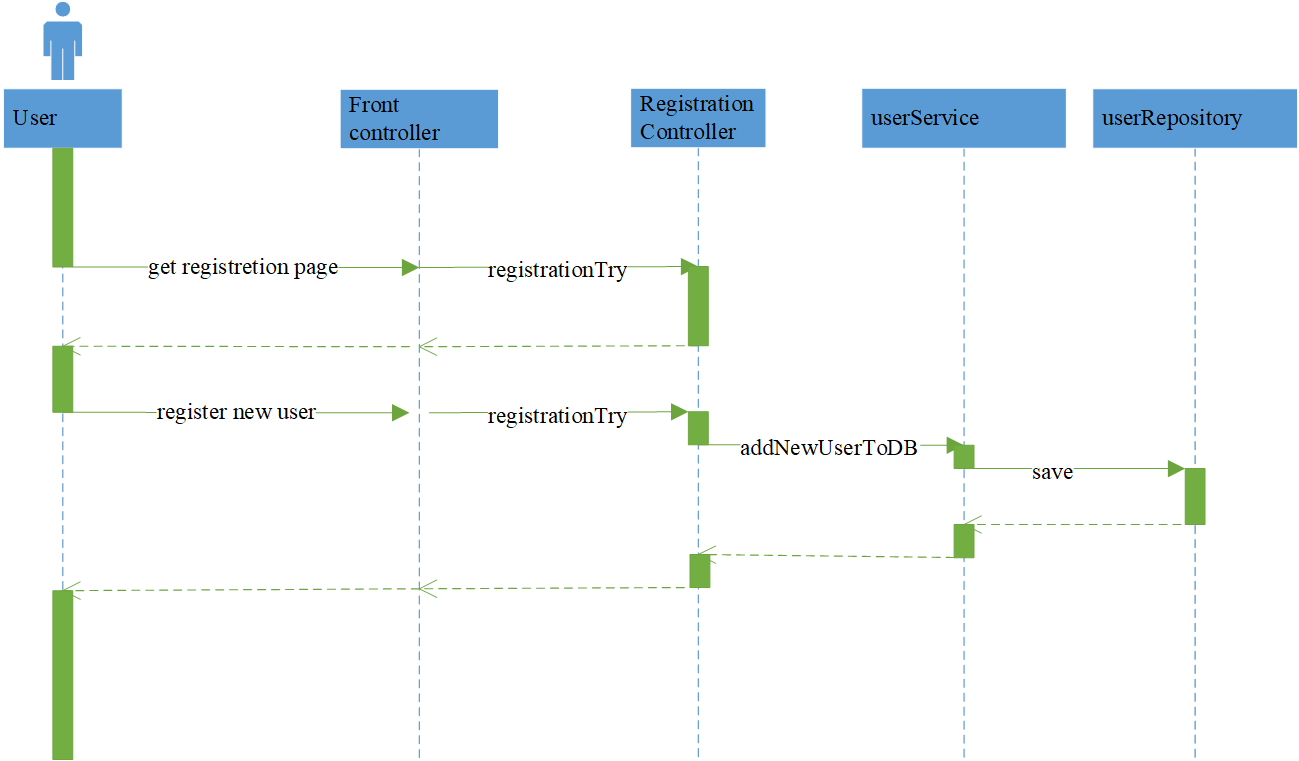 User
Front
controller
Registration
Controller
userService
userRepository
get registretion page
registrationTry
register new user
registrationTry
addNewUserToDB
save